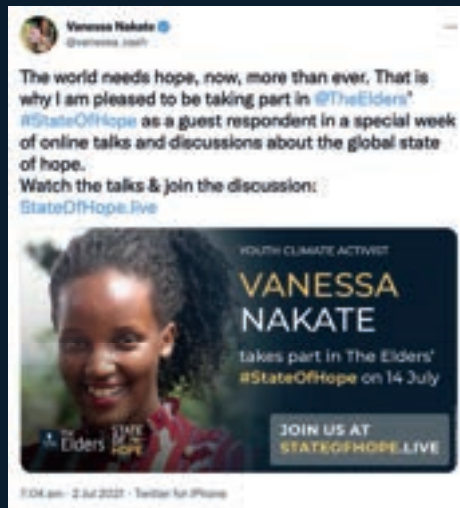 Vanessa Nakate
@vanessa_vash
The world needs hope, now, more than ever. That is
why I am pleased to be taking part in @TheElders'
#StateOfHope as a guest respondent in a special week
of online talks and discussions about the global state
of hope.
Watch the talks & join the discussion:
StateOfHope.live
YOUTH CLIMATE ACTIVIST
VANESSA
NAKATE
takes part in The Elders'
#StateOfHope on 14 July
THE
Elders
STATE
OF
HOPE
JOIN US AT
STATEOFHOPE.LIVE
7:04 am · 2 Jul 2021 · Twitter for iPhone